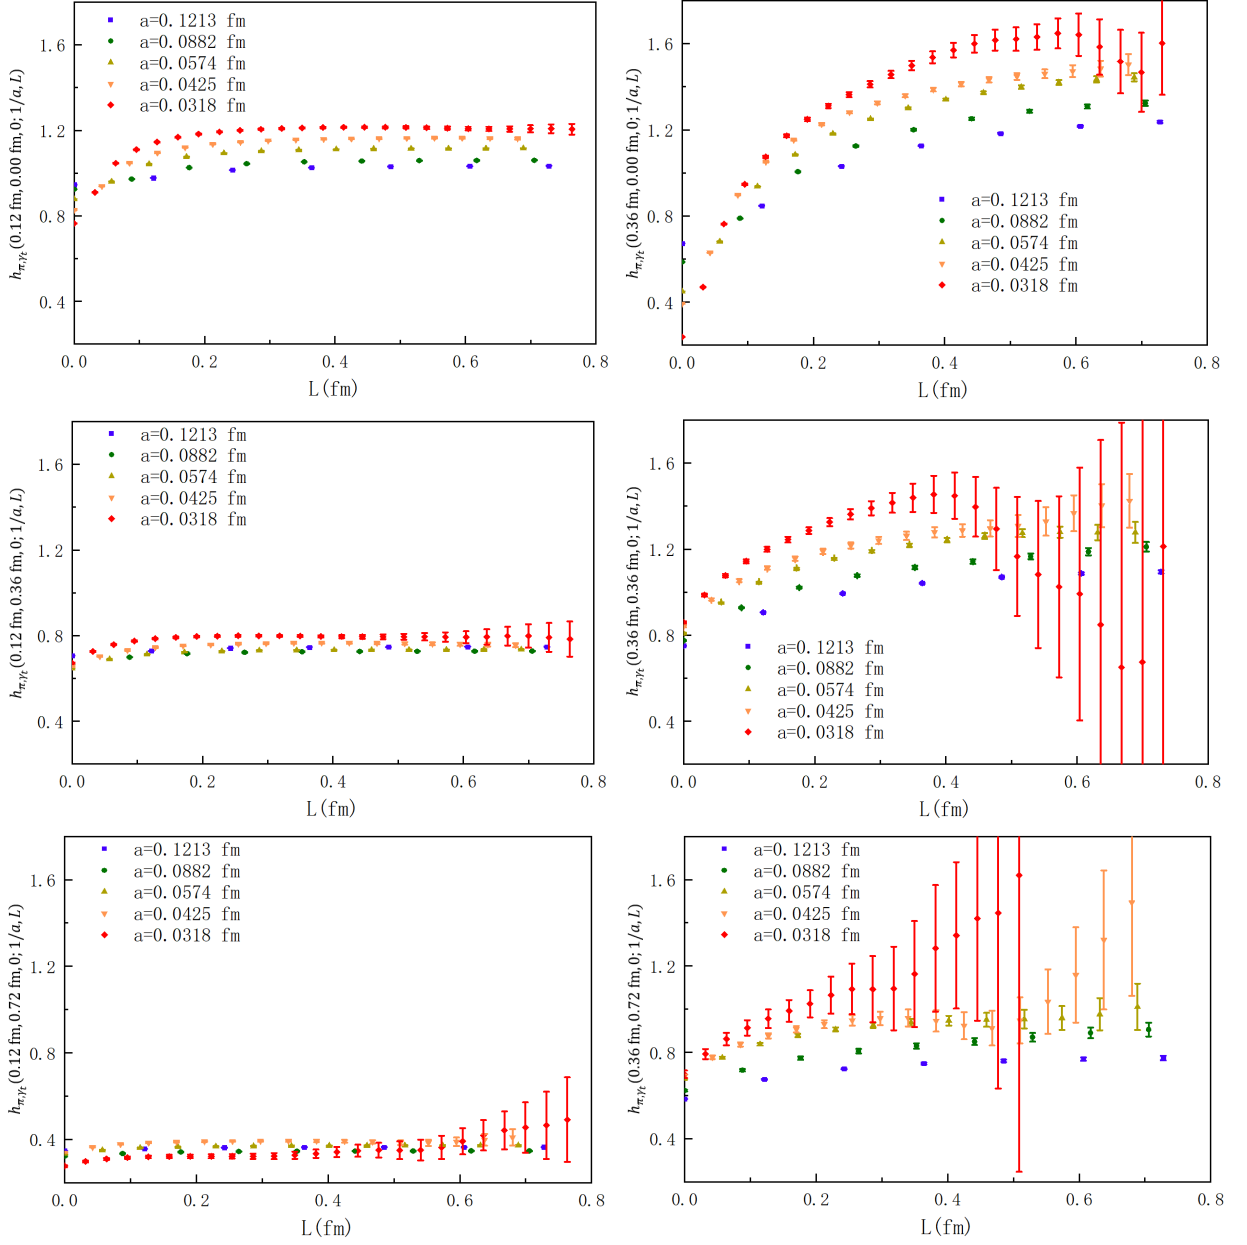 h_{π,γ_t}(0.12 fm,0.00 fm,0; 1/a,L)
a=0.1213 fm
a=0.0882 fm
a=0.0574 fm
a=0.0425 fm
a=0.0318 fm
1.6
1.2
0.8
0.4
0.0 0.2 0.4 0.6 0.8
L(fm)
h_{π,γ_t}(0.36 fm,0.00 fm,0; 1/a,L)
1.6
1.2
0.8
0.4
a=0.1213 fm
a=0.0882 fm
a=0.0574 fm
a=0.0425 fm
a=0.0318 fm
0.0 0.2 0.4 0.6 0.8
L(fm)
h_{π,γ_t}(0.12 fm,0.36 fm,0; 1/a,L)
a=0.1213 fm
a=0.0882 fm
a=0.0574 fm
a=0.0425 fm
a=0.0318 fm
1.6
1.2
0.8
0.4
0.0 0.2 0.4 0.6 0.8
L(fm)
h_{π,γ_t}(0.36 fm,0.36 fm,0; 1/a,L)
1.6
1.2
0.8
0.4
a=0.1213 fm
a=0.0882 fm
a=0.0574 fm
a=0.0425 fm
a=0.0318 fm
0.0 0.2 0.4 0.6 0.8
L(fm)
h_{π,γ_t}(0.12 fm,0.72 fm,0; 1/a,L)
a=0.1213 fm
a=0.0882 fm
a=0.0574 fm
a=0.0425 fm
a=0.0318 fm
1.6
1.2
0.8
0.4
0.0 0.2 0.4 0.6 0.8
L(fm)
h_{π,γ_t}(0.36 fm,0.72 fm,0; 1/a,L)
a=0.1213 fm
a=0.0882 fm
a=0.0574 fm
a=0.0425 fm
a=0.0318 fm
1.6
1.2
0.8
0.4
0.0 0.2 0.4 0.6 0.8
L(fm)